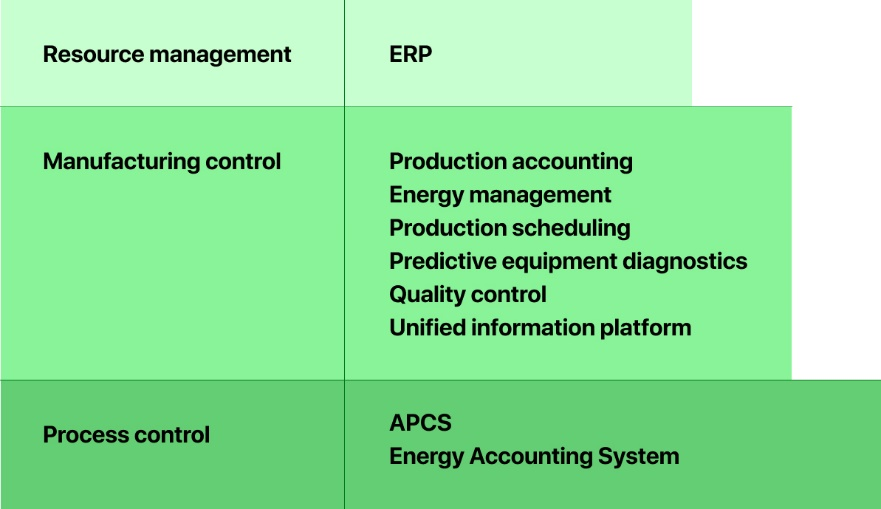 Resource management
ERP
Manufacturing control
Production accounting
Energy management
Production scheduling
Predictive equipment diagnostics
Quality control
Unified information platform
Process control
APCS
Energy Accounting System